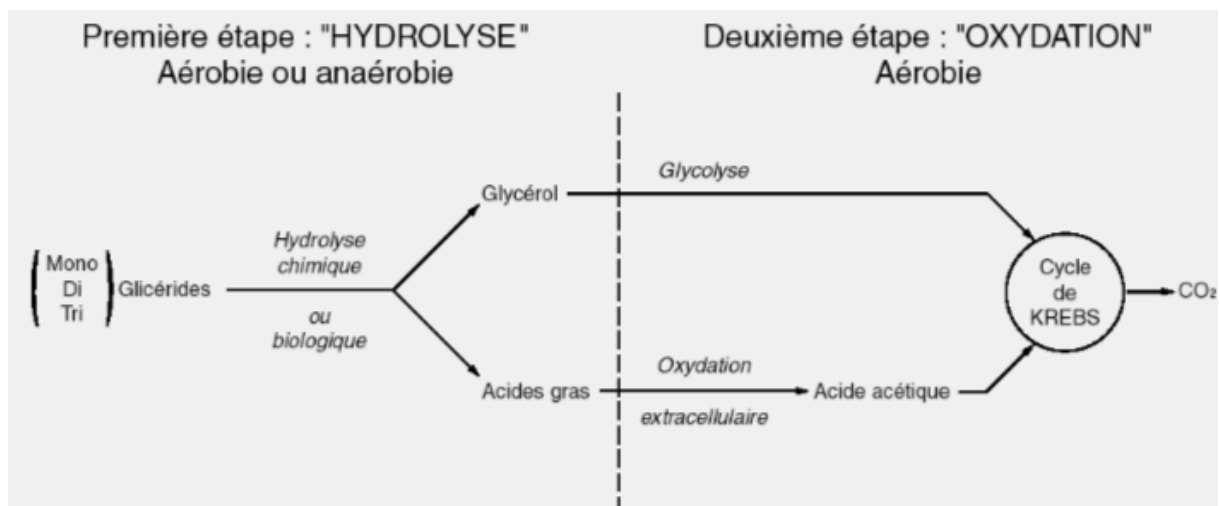 Première étape : "HYDROLYSE"
Aérobie ou anaérobie
Deuxième étape : "OXYDATION"
Aérobie
Glycolyse
Glycérol
Hydrolyse
chimique
ou
biologique
Mono
Di
Tri
Glicérides
Cycle
de
KREBS
CO₂
Acides gras
Oxydation
extracellulaire
Acide acétique